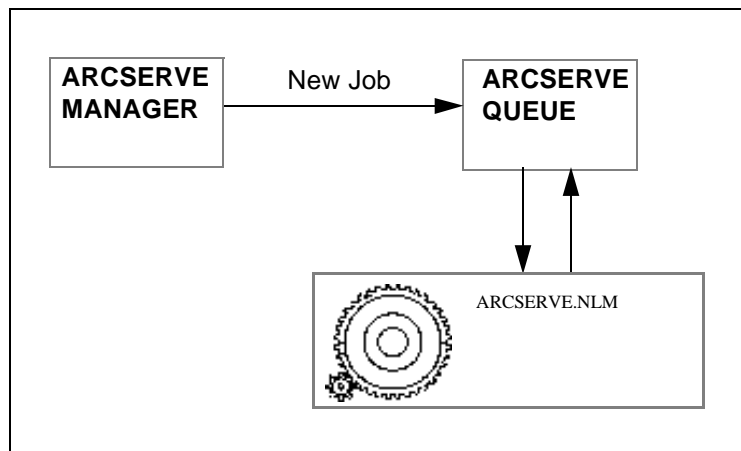 ARCSERVE
MANAGER
New Job
ARCSERVE
QUEUE
ARCSERVE.NLM